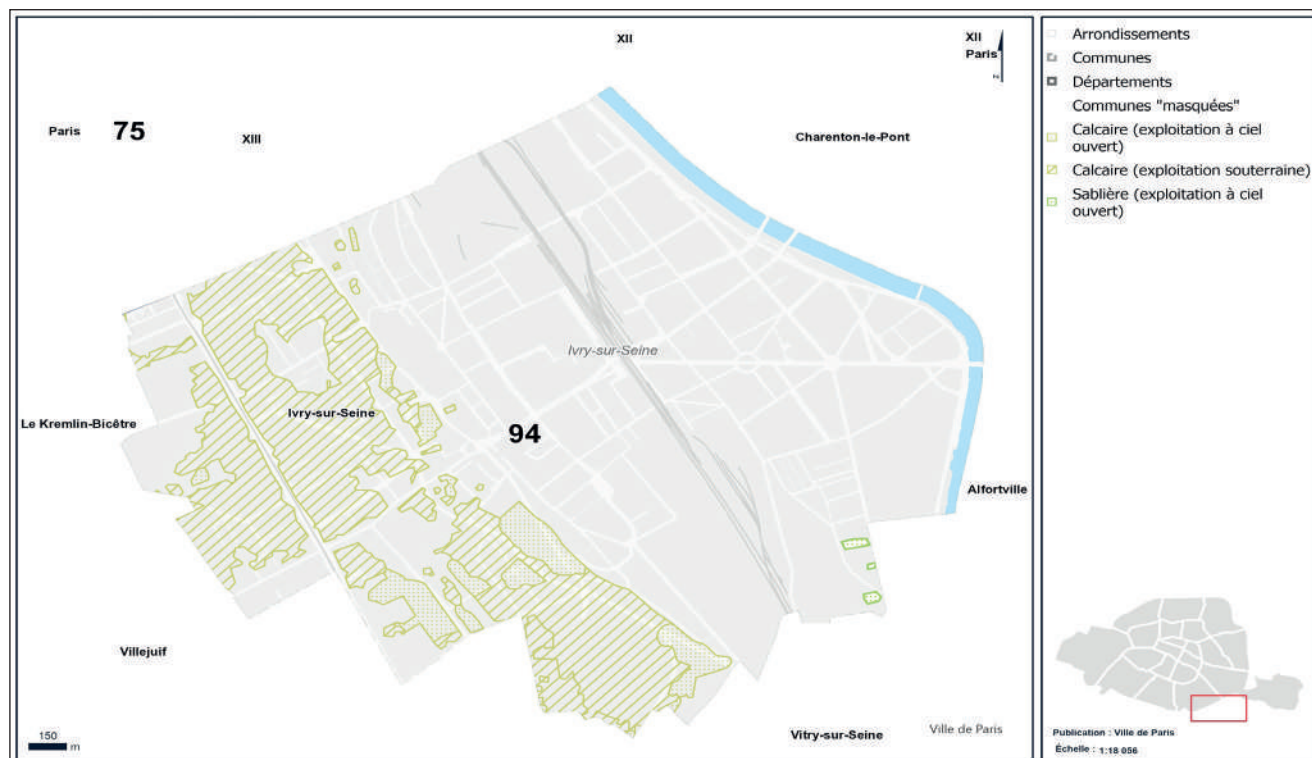 XII
XII
Paris
Paris 75
XIII
Charenton-le-Pont
Ivry-sur-Seine
Ivry-sur-Seine
Le Kremlin-Bicêtre
94
Alfortville
Villejuif
Vitry-sur-Seine
Ville de Paris
150
m
Arrondissements
Communes
Départements
Communes "masquées"
Calcaire (exploitation à ciel
ouvert)
Calcaire (exploitation souterraine)
Sablière (exploitation à ciel
ouvert)
Publication : Ville de Paris
Échelle : 1:18 056